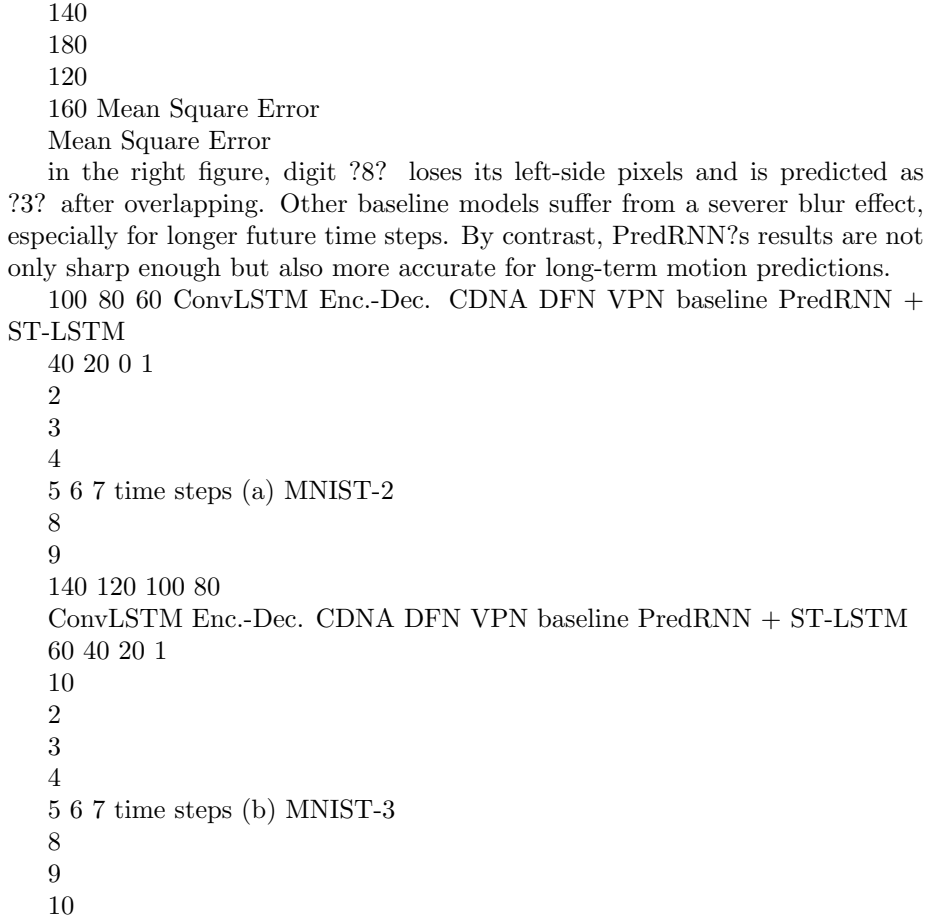 140
180
120
160 Mean Square Error
Mean Square Error
in the right figure, digit ?8? loses its left-side pixels and is predicted as
?3? after overlapping. Other baseline models suffer from a severer blur effect,
especially for longer future time steps. By contrast, PredRNN?s results are not
only sharp enough but also more accurate for long-term motion predictions.
100 80 60 ConvLSTM Enc.-Dec. CDNA DFN VPN baseline PredRNN +
ST-LSTM
40 20 0 1
2
3
4
5 6 7 time steps (a) MNIST-2
8
9
140 120 100 80
ConvLSTM Enc.-Dec. CDNA DFN VPN baseline PredRNN + ST-LSTM
60 40 20 1
10
2
3
4
5 6 7 time steps (b) MNIST-3
8
9
10